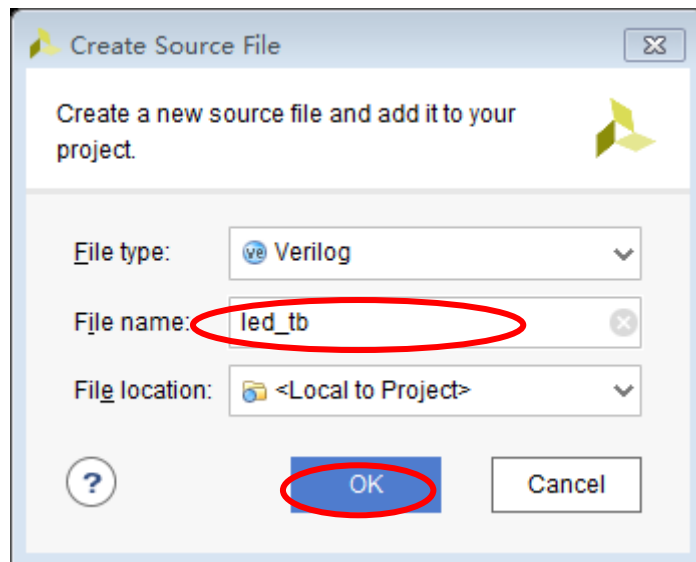 Create Source File
Create a new source file and add it to your
project.
File type:
ve Verilog
File name:
led_tb
File location:
<Local to Project>
?
OK
Cancel